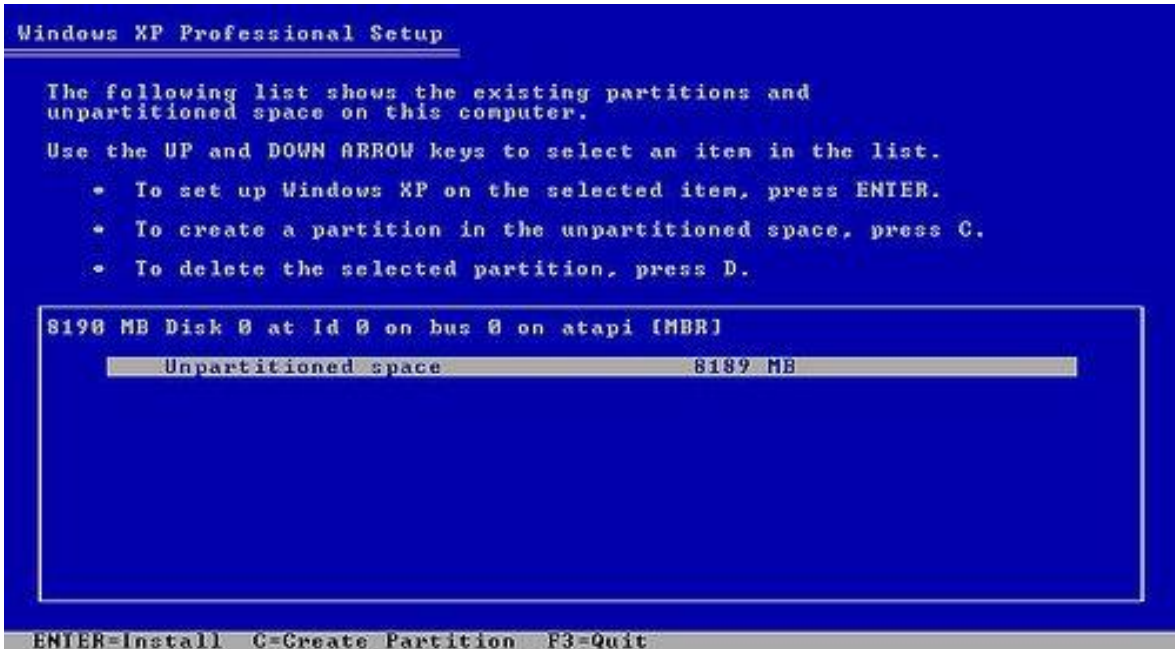 Windows XP Professional Setup
The following list shows the existing partitions and
unpartitioned space on this computer.
Use the UP and DOWN ARROW keys to select an item in the list.
• To set up Windows XP on the selected item, press ENTER.
• To create a partition in the unpartitioned space, press C.
• To delete the selected partition, press D.
8190 MB Disk 0 at Id 0 on bus 0 on atapi [MBR]
Unpartitioned space 8189 MB
ENTER=Install C=Create Partition F3=Quit